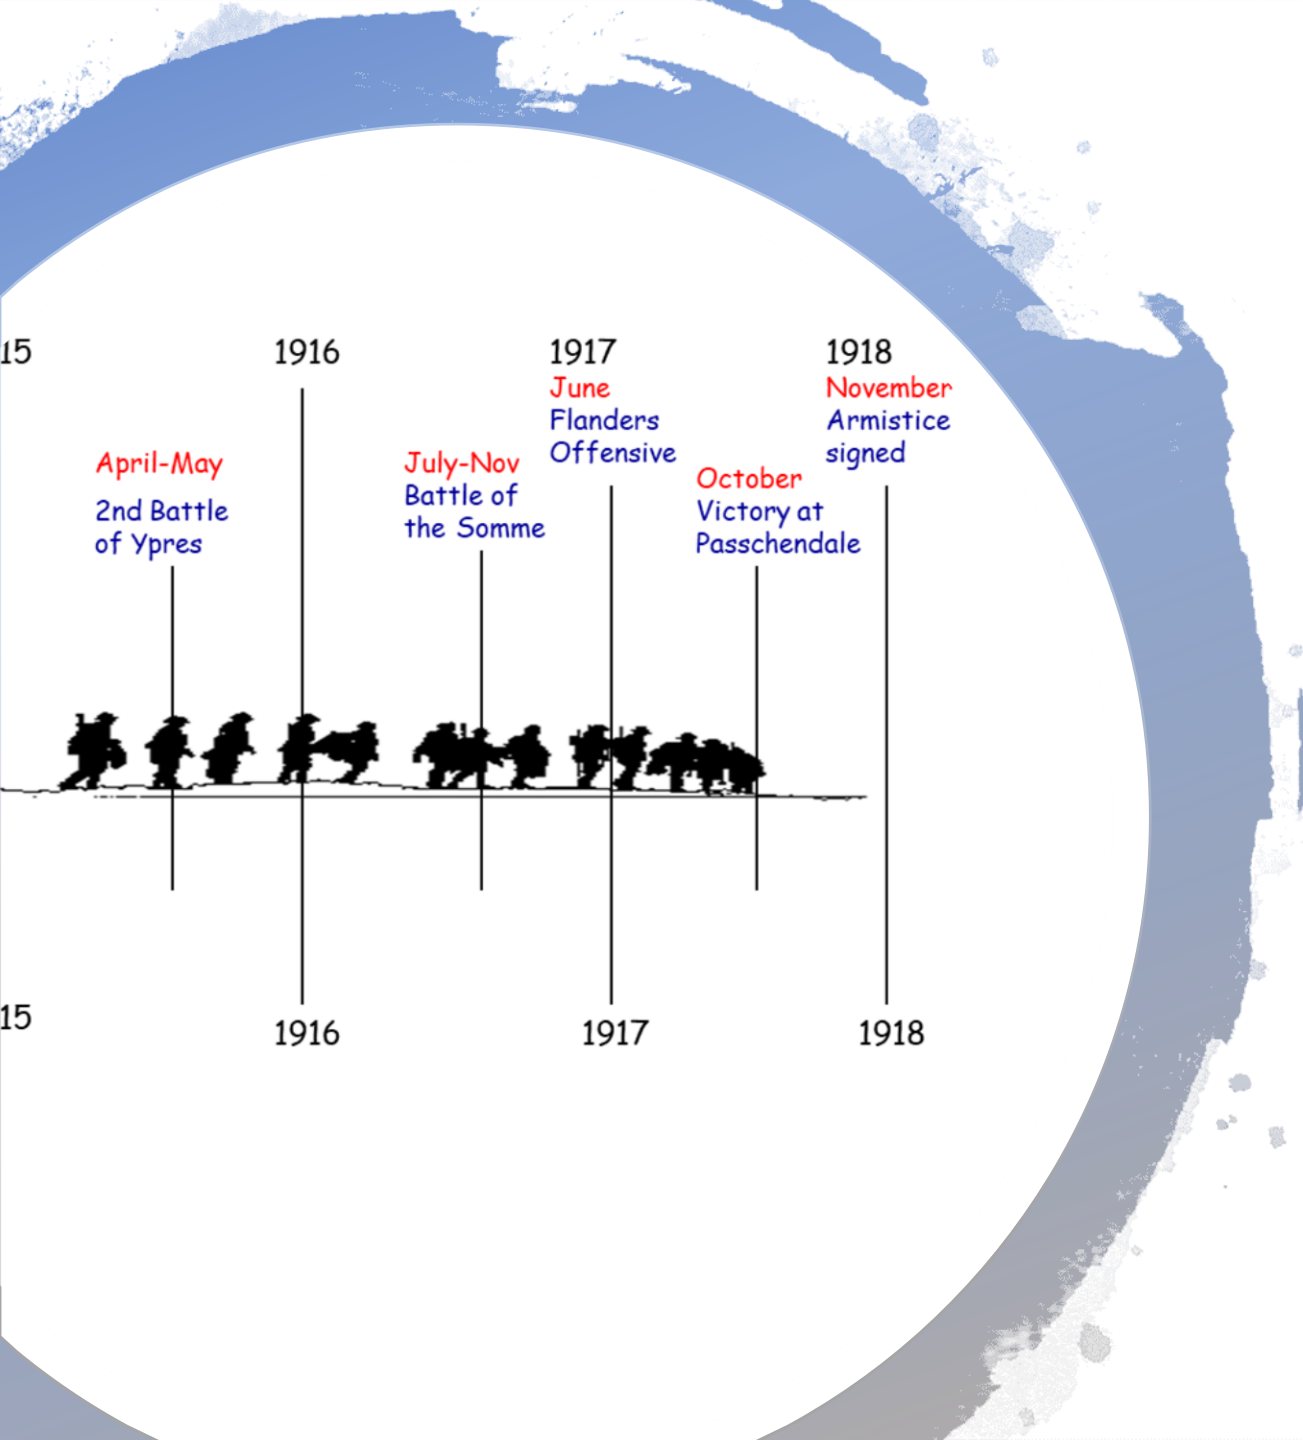 15
1916
1917
1918
June
Flanders
Offensive
November
Armistice
signed
April-May
2nd Battle
of Ypres
July-Nov
Battle of
the Somme
October
Victory at
Passchendale
15
1916
1917
1918